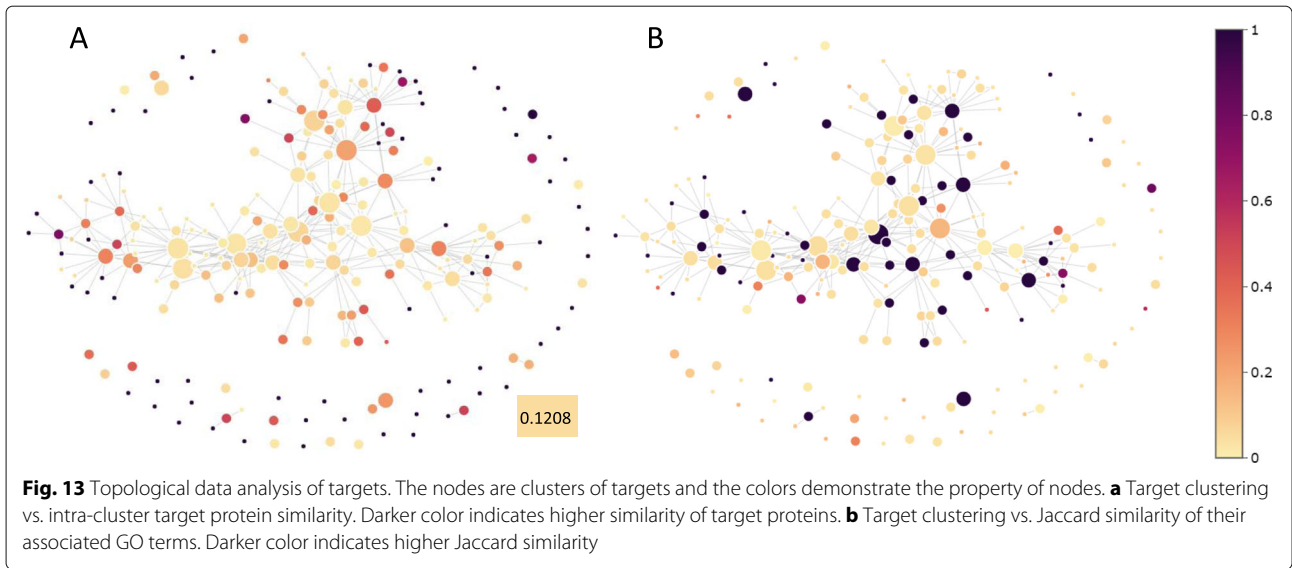 A
B
1
0.8
0.6
0.4
0.2
0
0.1208
Fig. 13 Topological data analysis of targets. The nodes are clusters of targets and the colors demonstrate the property of nodes. a Target clustering
vs. intra-cluster target protein similarity. Darker color indicates higher similarity of target proteins. b Target clustering vs. Jaccard similarity of their
associated GO terms. Darker color indicates higher Jaccard similarity